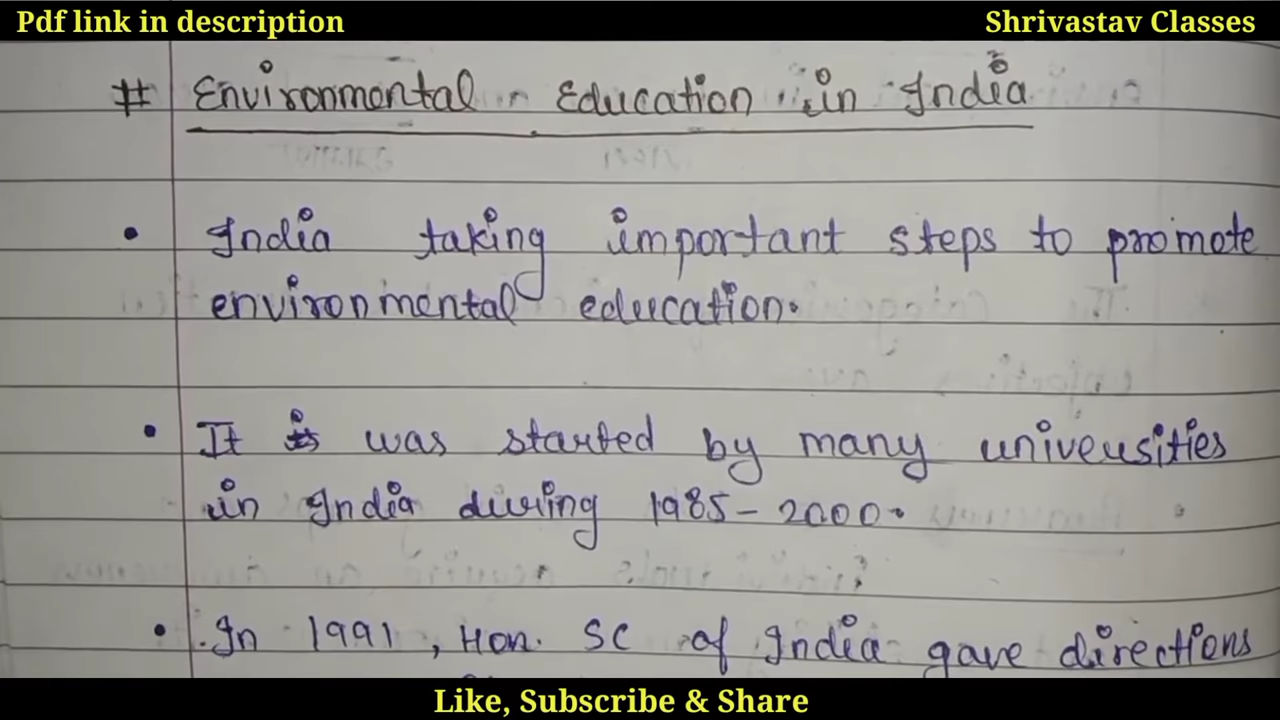 Pdf link in description
Shrivastav Classes
# Environmental Education in India
• India taking important steps to promote
environmental education.
• It was started by many universities
in India during 1985-2000.
• In 1991, Hon. SC of India gave directions
Like, Subscribe & Share